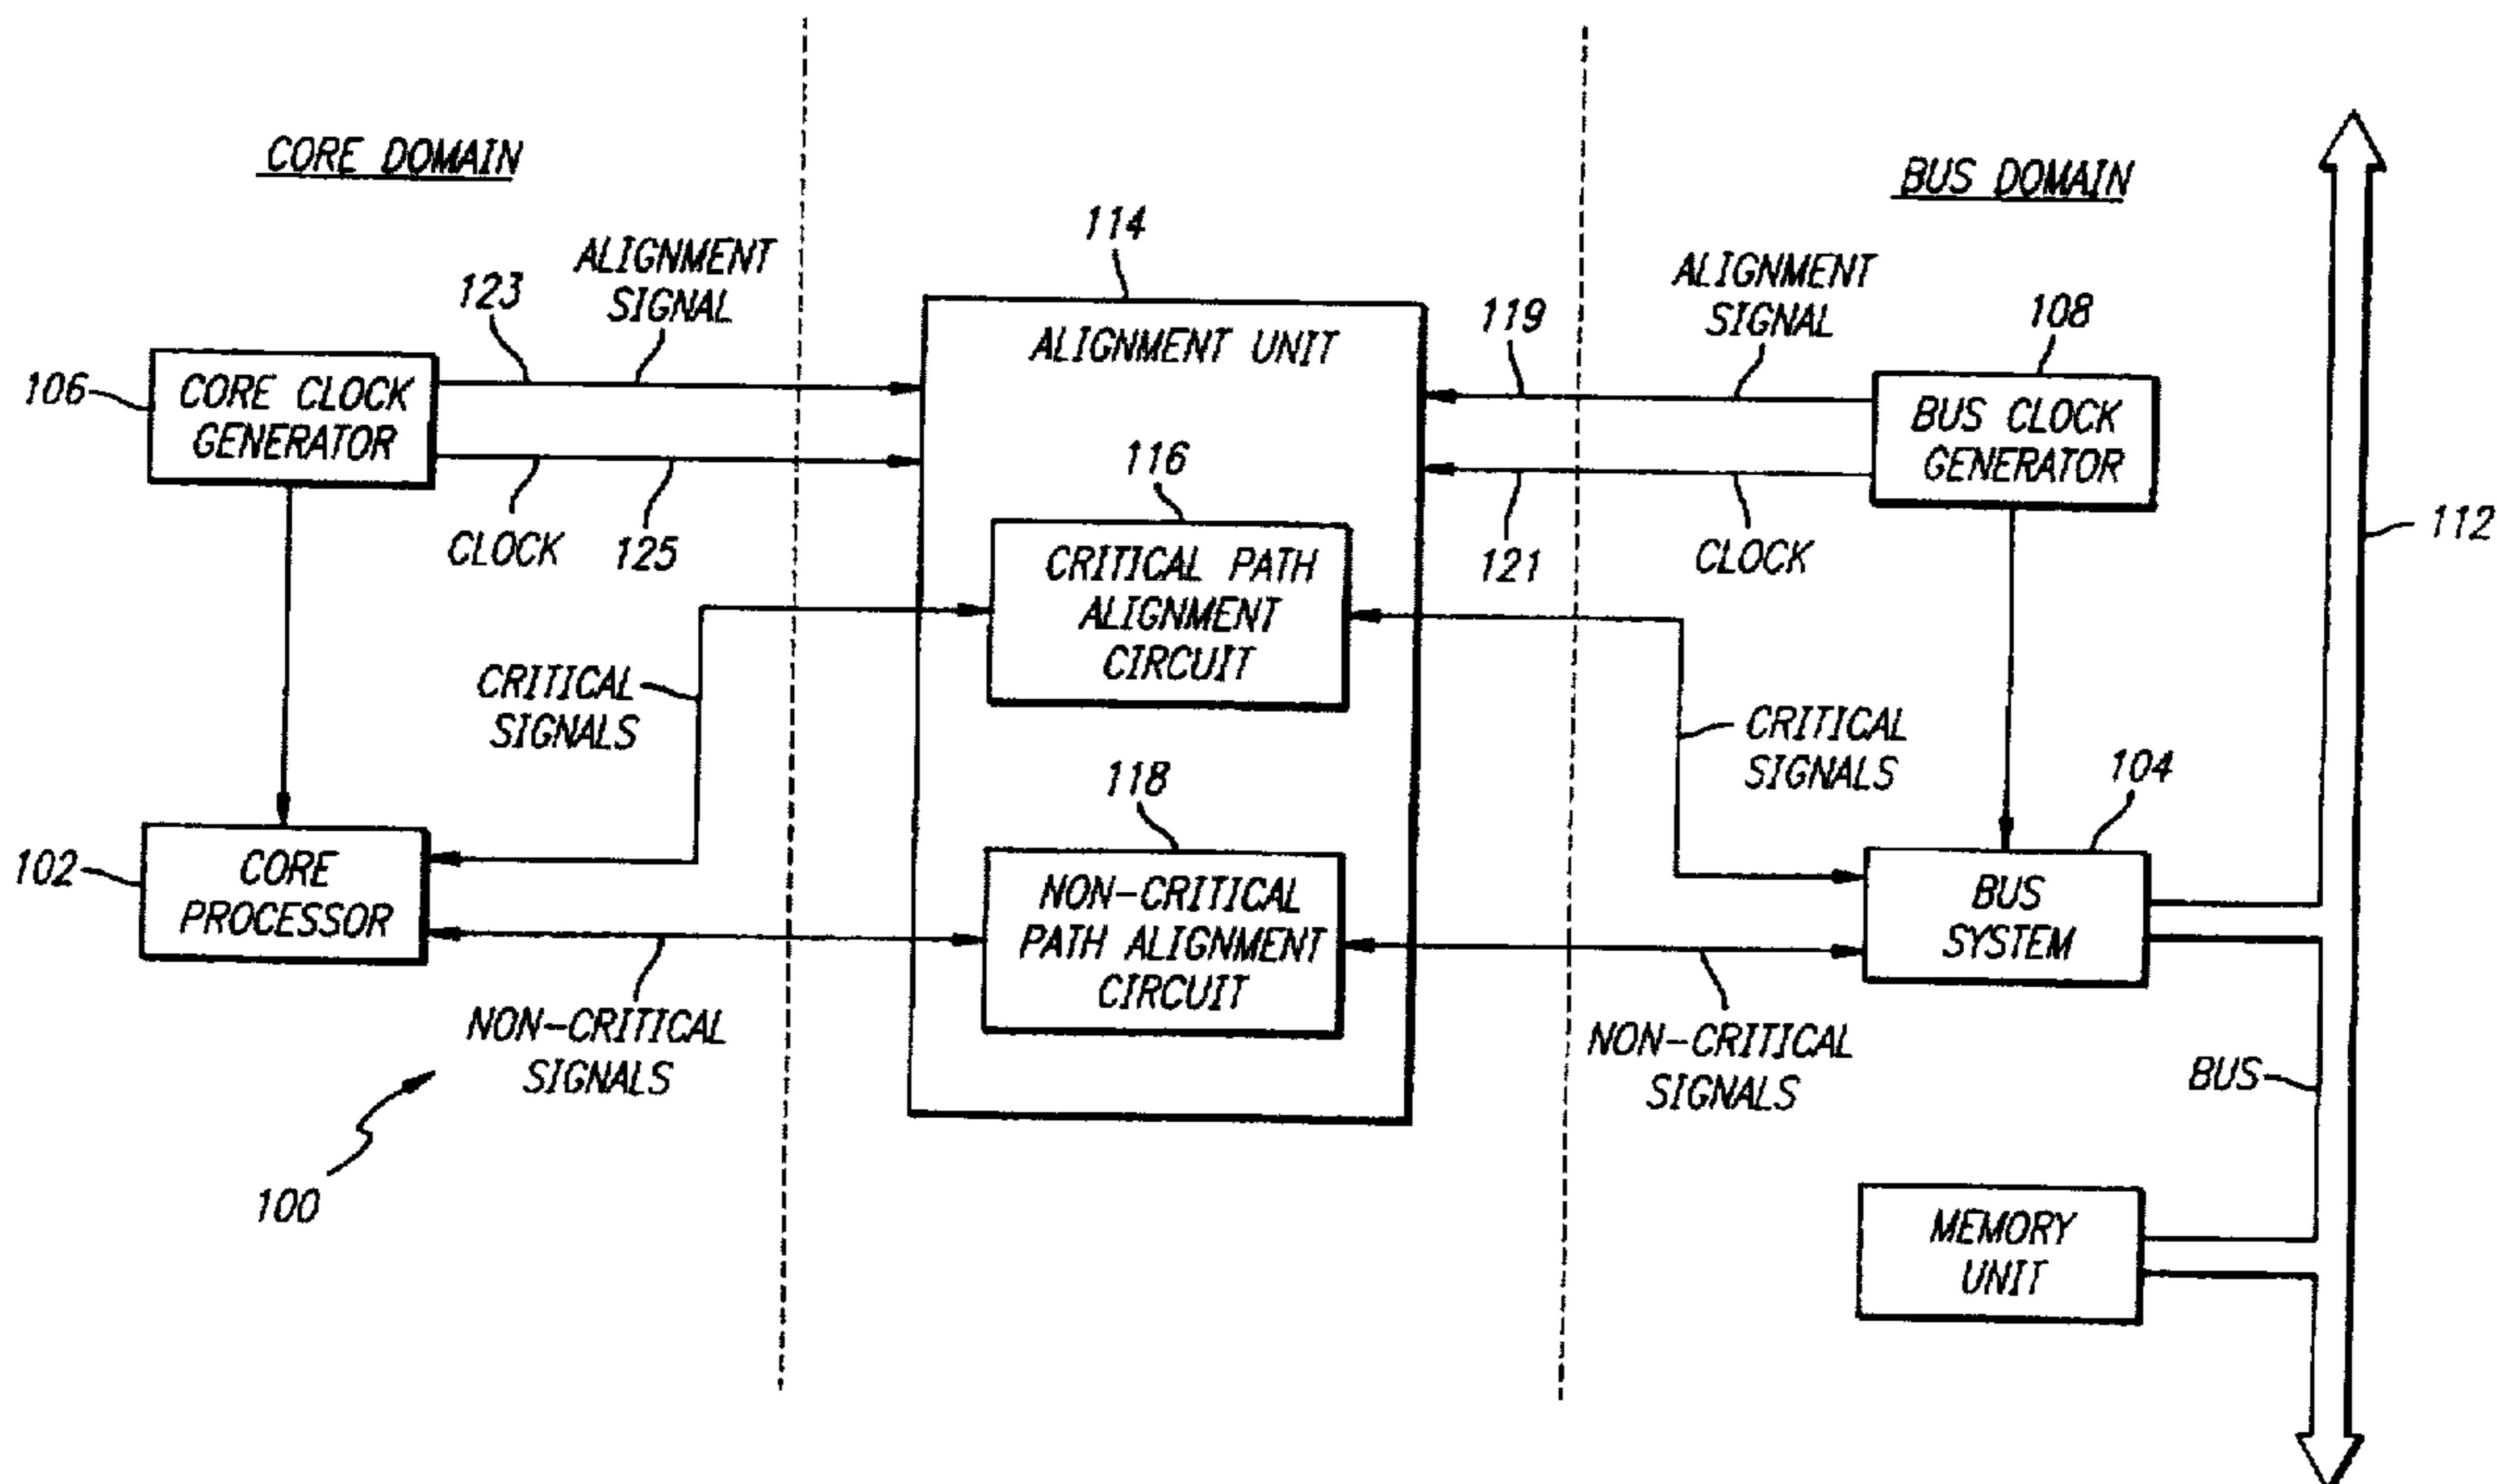 CORE DOMAIN
BUS DOMAIN
114
123
ALIGNMENT
SIGNAL
ALIGNMENT UNIT
119
ALIGNMENT
SIGNAL
108
106
CORE CLOCK
GENERATOR
BUS CLOCK
GENERATOR
CLOCK
125
116
CRITICAL PATH
ALIGNMENT
CIRCUIT
121
CLOCK
112
CRITICAL
SIGNALS
CRITICAL
SIGNALS
118
104
102
CORE
PROCESSOR
NON-CRITICAL
PATH ALIGNMENT
CIRCUIT
BUS
SYSTEM
NON-CRITICAL
SIGNALS
NON-CRITICAL
SIGNALS
BUS
100
MEMORY
UNIT